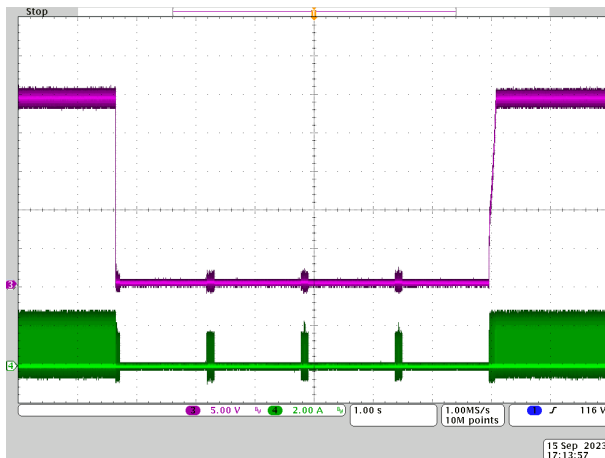 Stop
3
4
3 5.00 V 4 2.00 A 1.00 s 1.00MS/s 1 116 V
10M points
15 Sep 2023
17:13:57